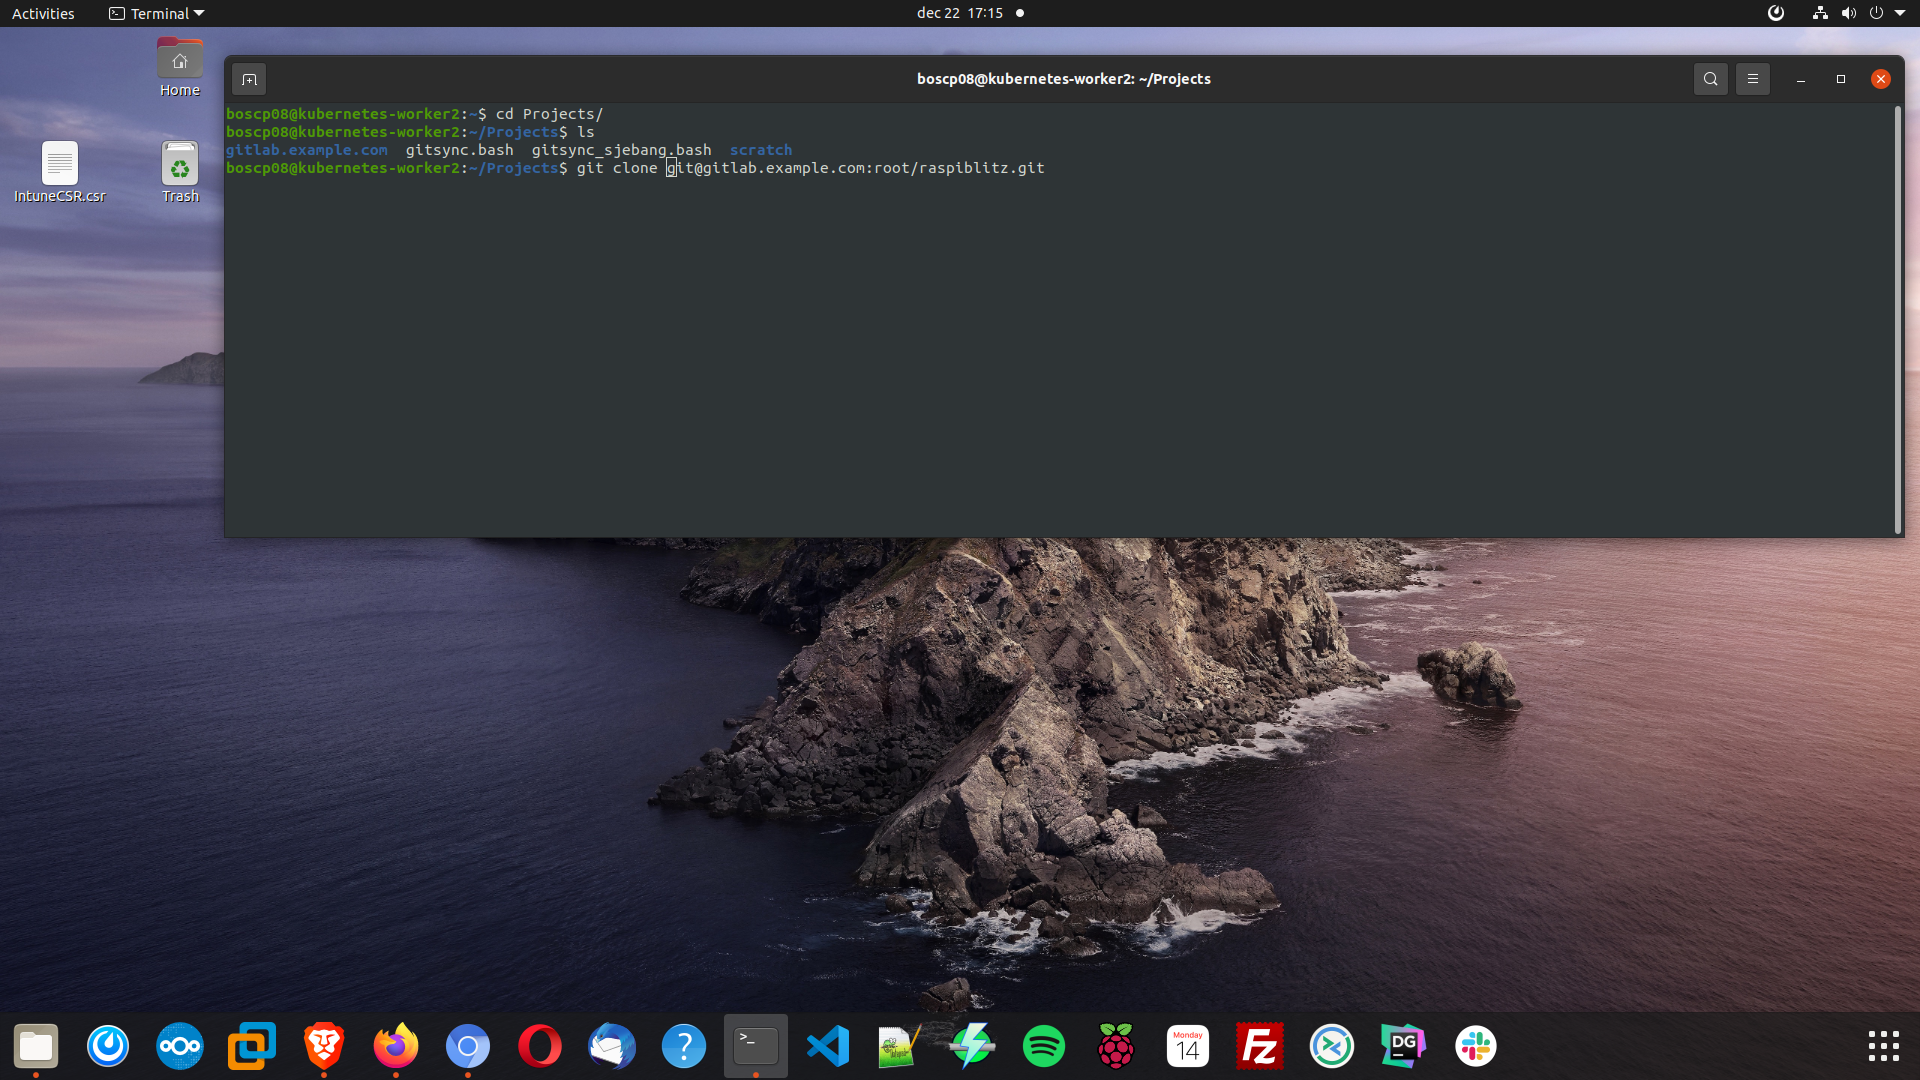 Activities
Terminal
dec 22 17:15
Home
IntuneCSR.csr
Trash
boscp08@kubernetes-worker2: ~/Projects
boscp08@kubernetes-worker2:~$ cd Projects/
boscp08@kubernetes-worker2:~/Projects$ ls
gitlab.example.com gitsync.bash gitsync_sjebang.bash scratch
boscp08@kubernetes-worker2:~/Projects$ git clone git@gitlab.example.com:root/raspiblitz.git
>_
?
Monday
14
Fz
DG